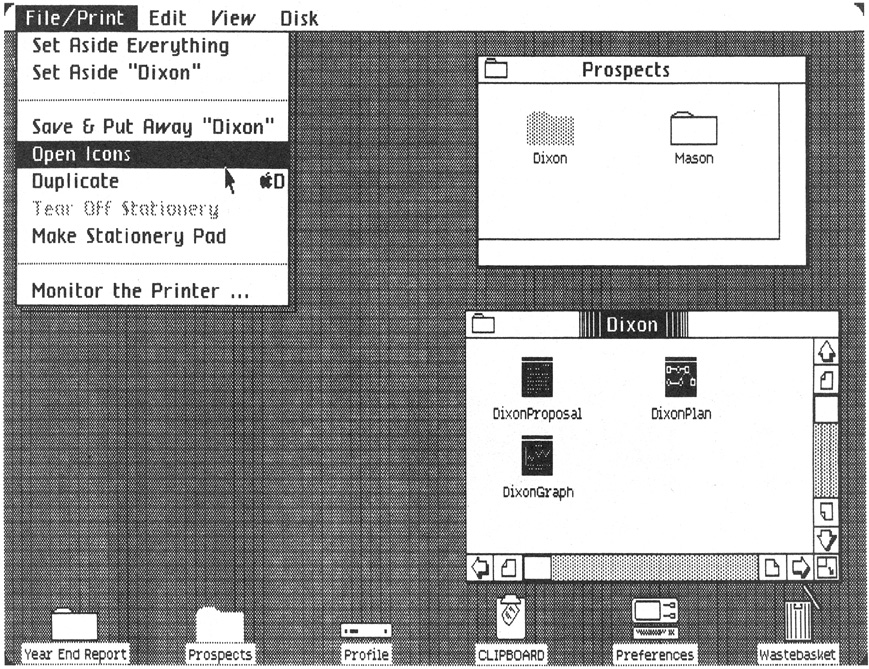 File/Print Edit View Disk
Set Aside Everything
Set Aside "Dixon"
Save & Put Away "Dixon"
Open Icons
Duplicate D
Tear Off Stationery
Make Stationery Pad
Monitor the Printer ...
Prospects
Dixon Mason
Dixon
DixonProposal DixonPlan
DixonGraph
Year End Report Prospects Profile CLIPBOARD Preferences Wastebasket